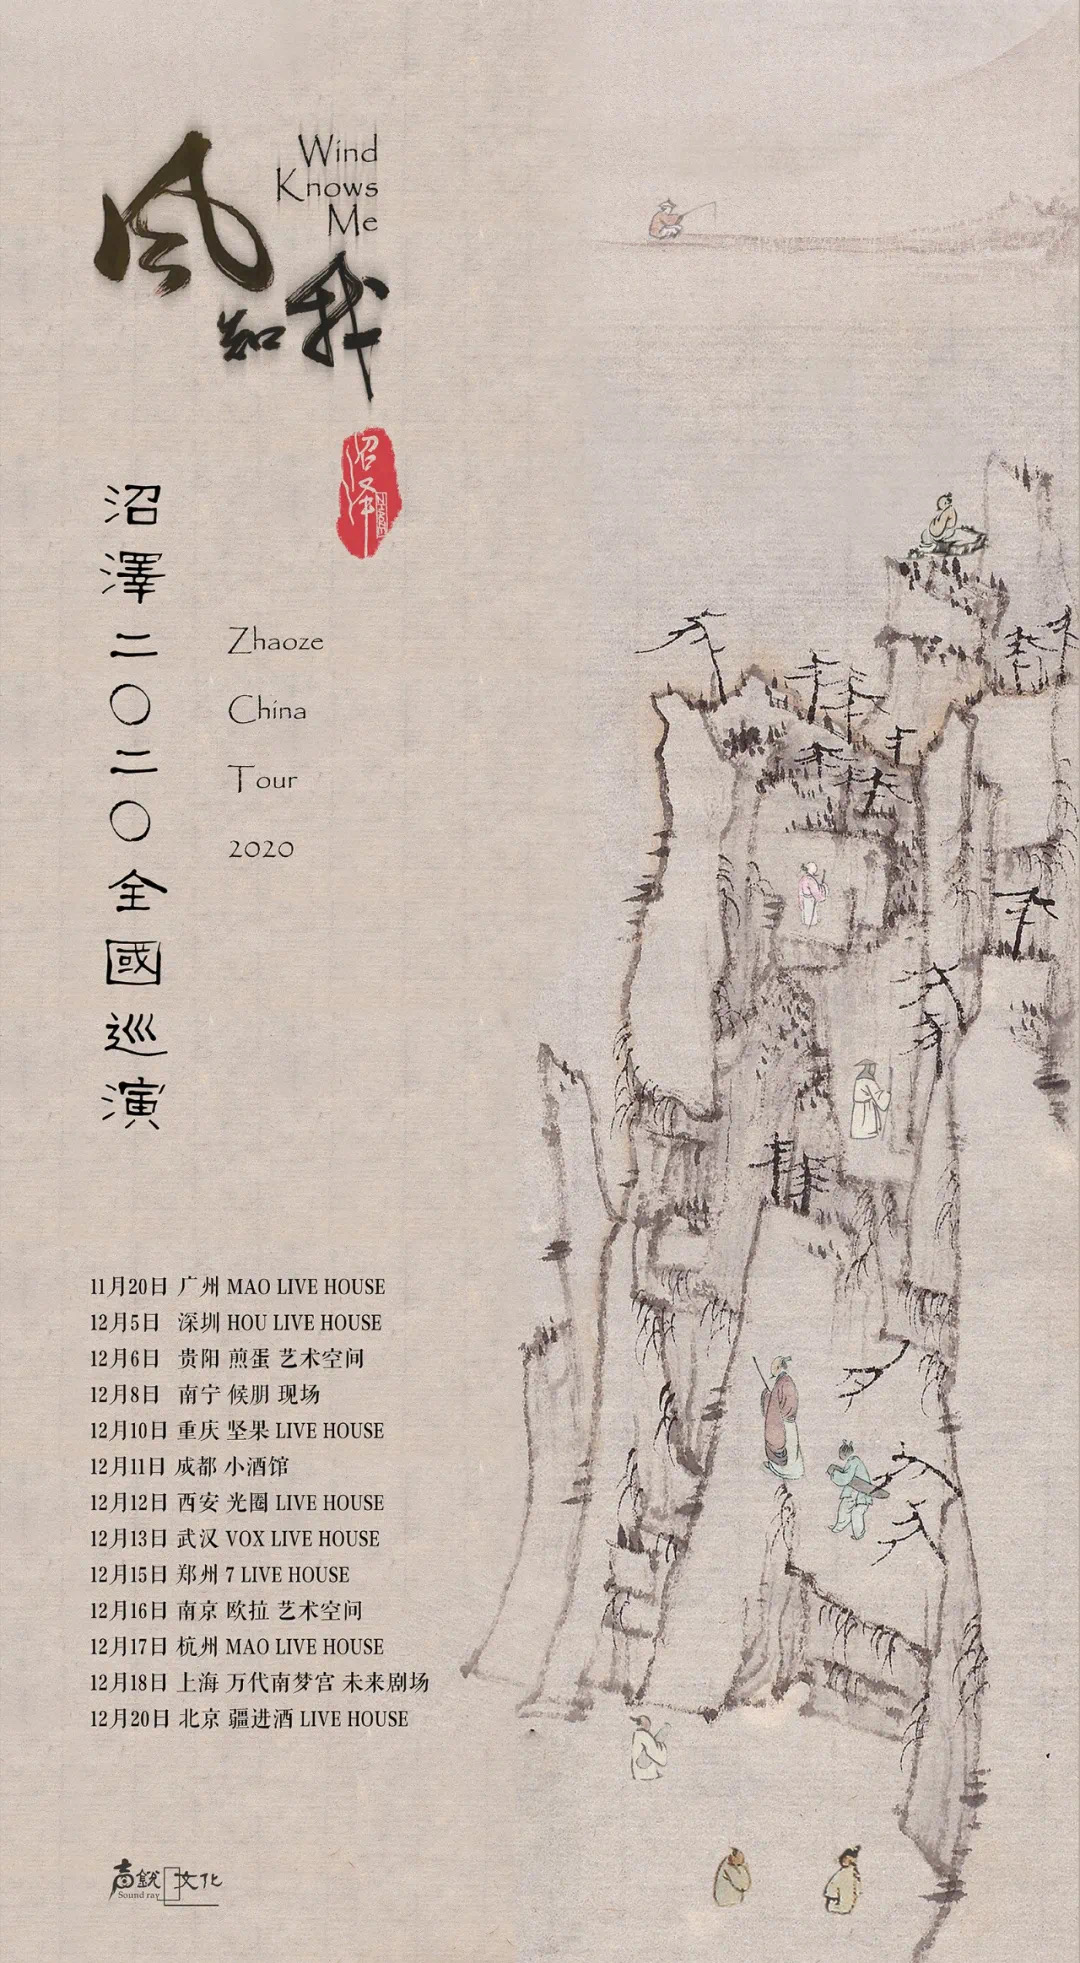 Wind
Knows
Me
风
知
我
沼泽
ZHAOZE
沼澤二〇二〇全國巡演
Zhaoze
China
Tour
2020
11月20日 广州 MAO LIVE HOUSE
12月5日 深圳 HOU LIVE HOUSE
12月6日 贵阳 煎蛋 艺术空间
12月8日 南宁 候朋 现场
12月10日 重庆 坚果 LIVE HOUSE
12月11日 成都 小酒馆
12月12日 西安 光圈 LIVE HOUSE
12月13日 武汉 VOX LIVE HOUSE
12月15日 郑州 7 LIVE HOUSE
12月16日 南京 欧拉 艺术空间
12月17日 杭州 MAO LIVE HOUSE
12月18日 上海 万代南梦宫 未来剧场
12月20日 北京 疆进酒 LIVE HOUSE
声銳文化
Sound ray